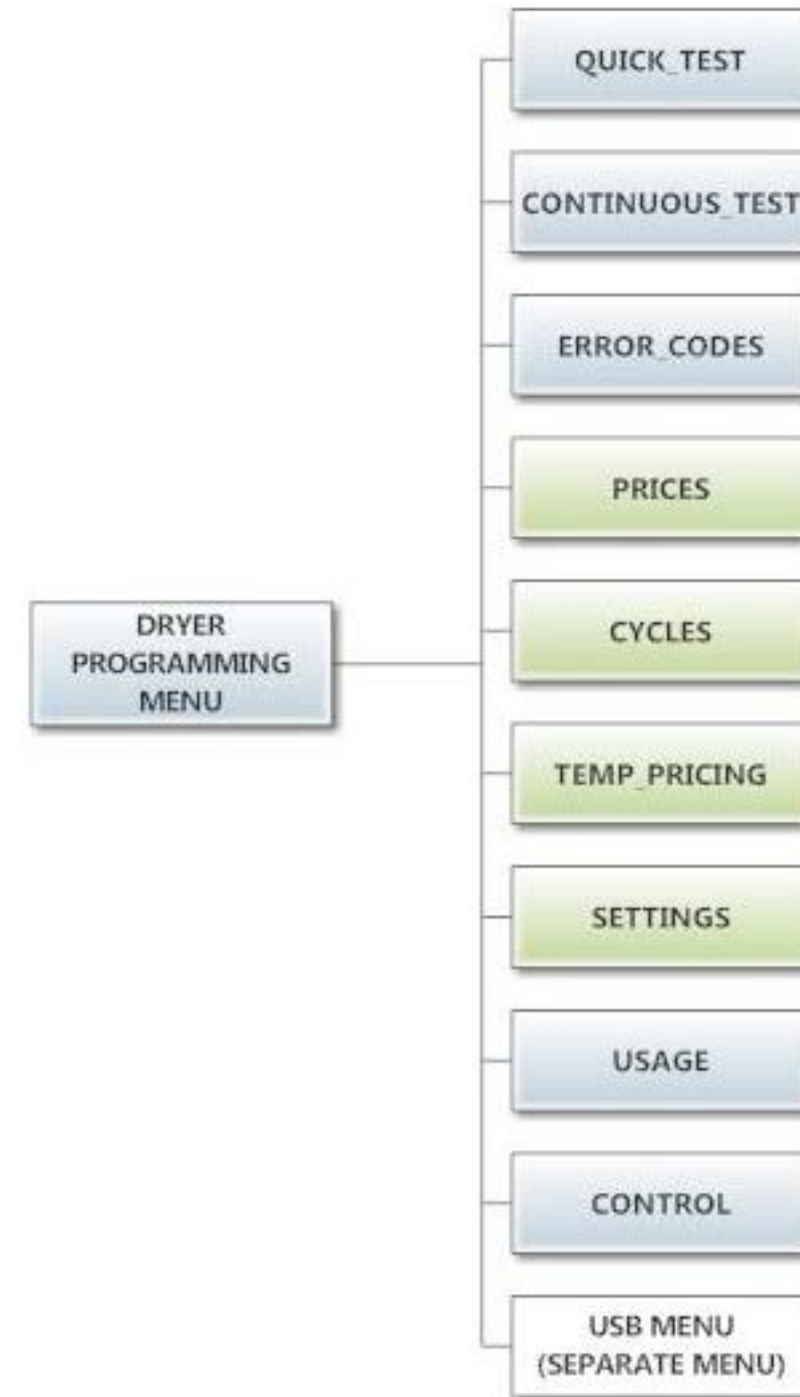 QUICK_TEST
CONTINUOUS_TEST
ERROR_CODES
PRICES
CYCLES
DRYER
PROGRAMMING
MENU
TEMP_PRICING
SETTINGS
USAGE
CONTROL
USB MENU
(SEPARATE MENU)